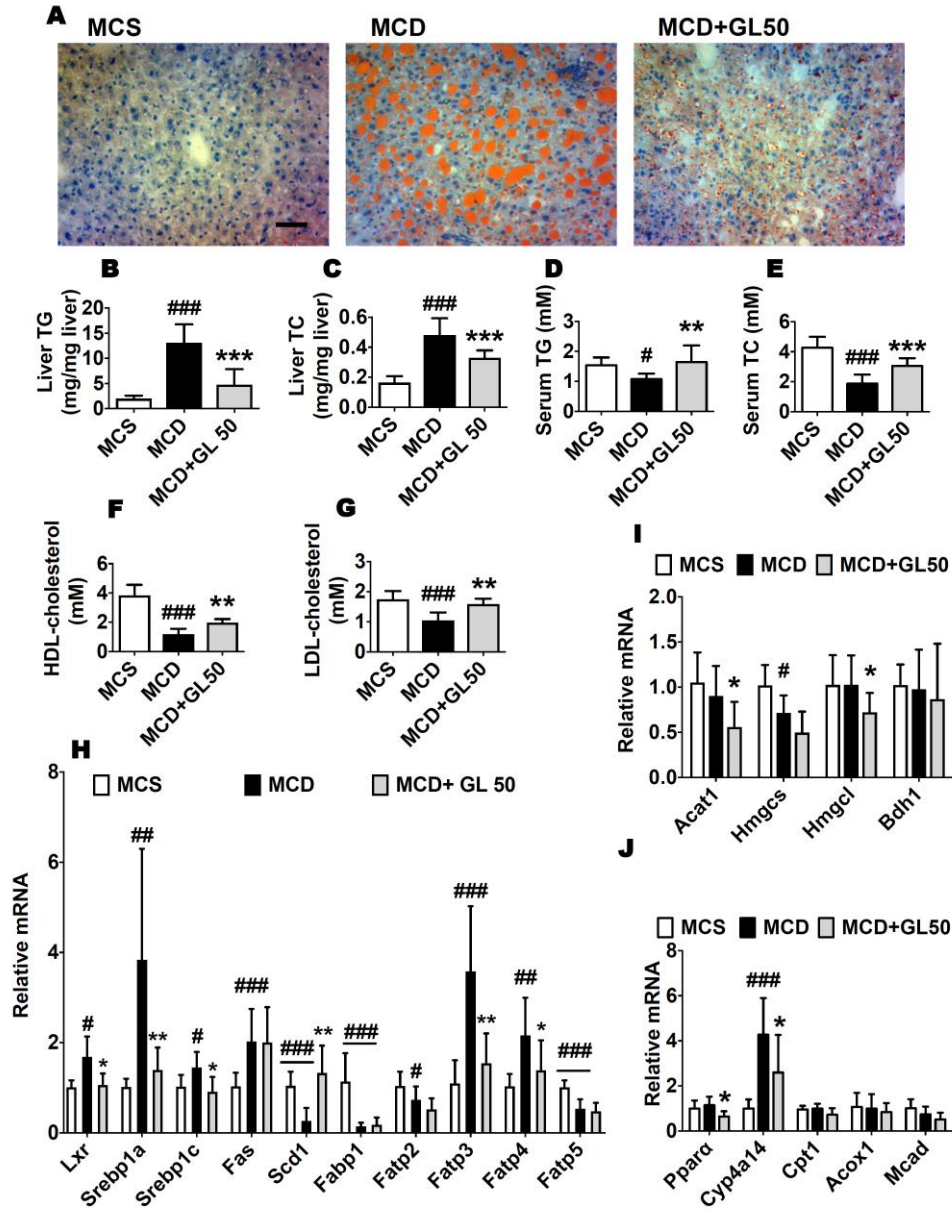 A
MCS
MCD
MCD+GL50
B
Liver TG
(mg/mg liver)
20
15
10
5
0
###
***
MCS
MCD
MCD+GL 50
C
Liver TC
(mg/mg liver)
0.6
0.4
0.2
0.0
###
***
MCS
MCD
MCD+GL 50
D
Serum TG (mM)
3
2
1
0
#
**
MCS
MCD
MCD+GL50
E
Serum TC (mM)
6
4
2
0
###
***
MCS
MCD
MCD+GL50
F
HDL-cholesterol
(mM)
6
4
2
0
###
**
MCS
MCD
MCD+GL50
G
LDL-cholesterol
(mM)
3
2
1
0
###
**
MCS
MCD
MCD+GL50
H
MCS
MCD
MCD+ GL 50
Relative mRNA
8
6
4
2
0
#
*
##
**
#
*
###
###
**
###
#
###
**
##
*
###
Lxr
Srebp1a
Srebp1c
Fas
Scd1
Fabp1
Fatp2
Fatp3
Fatp4
Fatp5
I
MCS
MCD
MCD+GL50
Relative mRNA
2.0
1.5
1.0
0.5
0.0
*
#
*
Acat1
Hmgcs
Hmgcl
Bdh1
J
MCS
MCD
MCD+GL50
Relative mRNA
8
6
4
2
0
*
###
*
Pparα
Cyp4a14
Cpt1
Acox1
Mcad